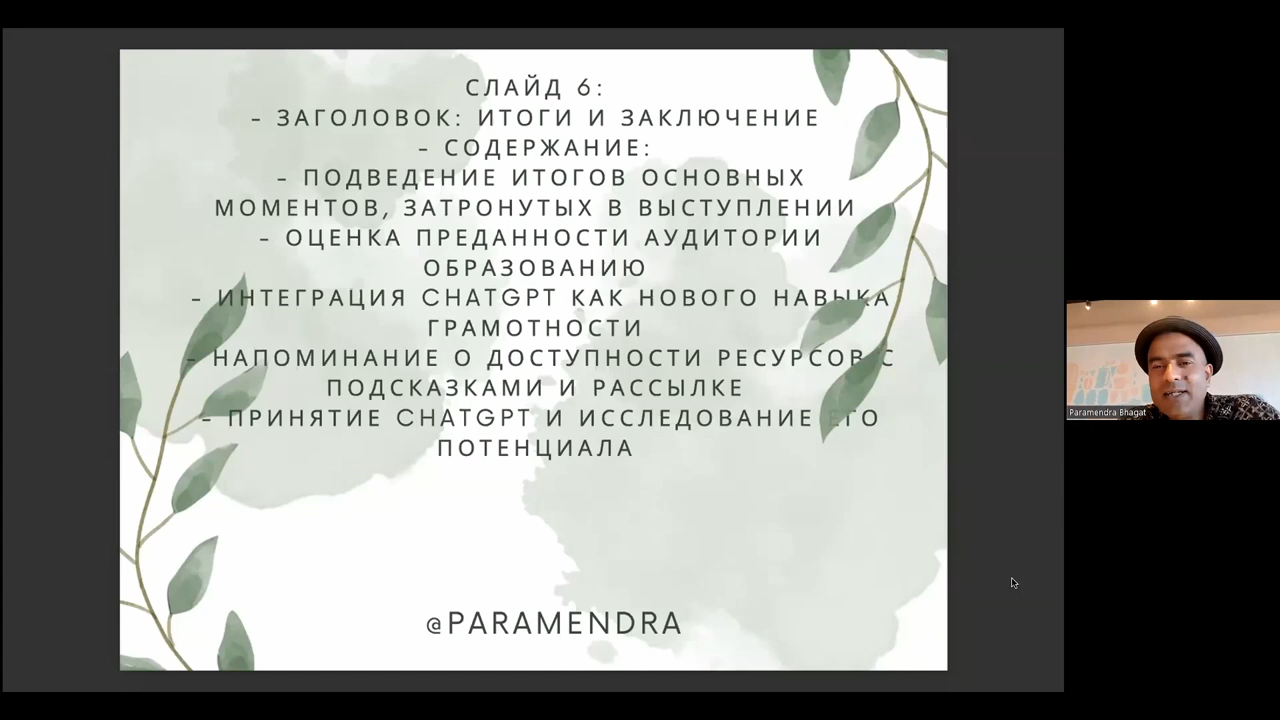 СЛАЙД 6:
- ЗАГОЛОВОК: ИТОГИ И ЗАКЛЮЧЕНИЕ
- СОДЕРЖАНИЕ:
- ПОДВЕДЕНИЕ ИТОГОВ ОСНОВНЫХ
МОМЕНТОВ, ЗАТРОНУТЫХ В ВЫСТУПЛЕНИИ
- ОЦЕНКА ПРЕДАННОСТИ АУДИТОРИИ
ОБРАЗОВАНИЮ
- ИНТЕГРАЦИЯ CHATGPT КАК НОВОГО НАВЫКА
ГРАМОТНОСТИ
- НАПОМИНАНИЕ О ДОСТУПНОСТИ РЕСУРСОВ С
ПОДСКАЗКАМИ И РАССЫЛКЕ
- ПРИНЯТИЕ CHATGPT И ИССЛЕДОВАНИЕ ЕГО
ПОТЕНЦИАЛА
@PARAMENDRA
Paramendra Bhagat